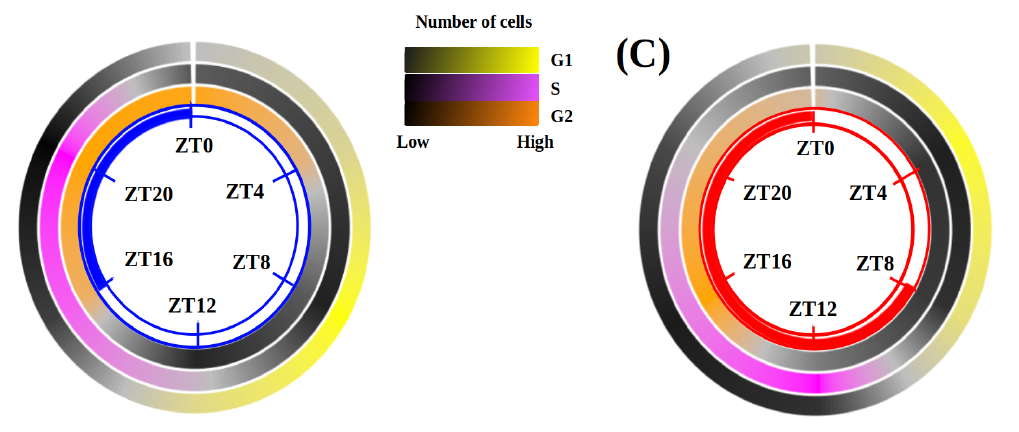 Number of cells
G1
S
G2
Low High
(C)
ZT0
ZT4
ZT20
ZT16
ZT8
ZT12
ZT0
ZT20
ZT4
ZT16
ZT8
ZT12